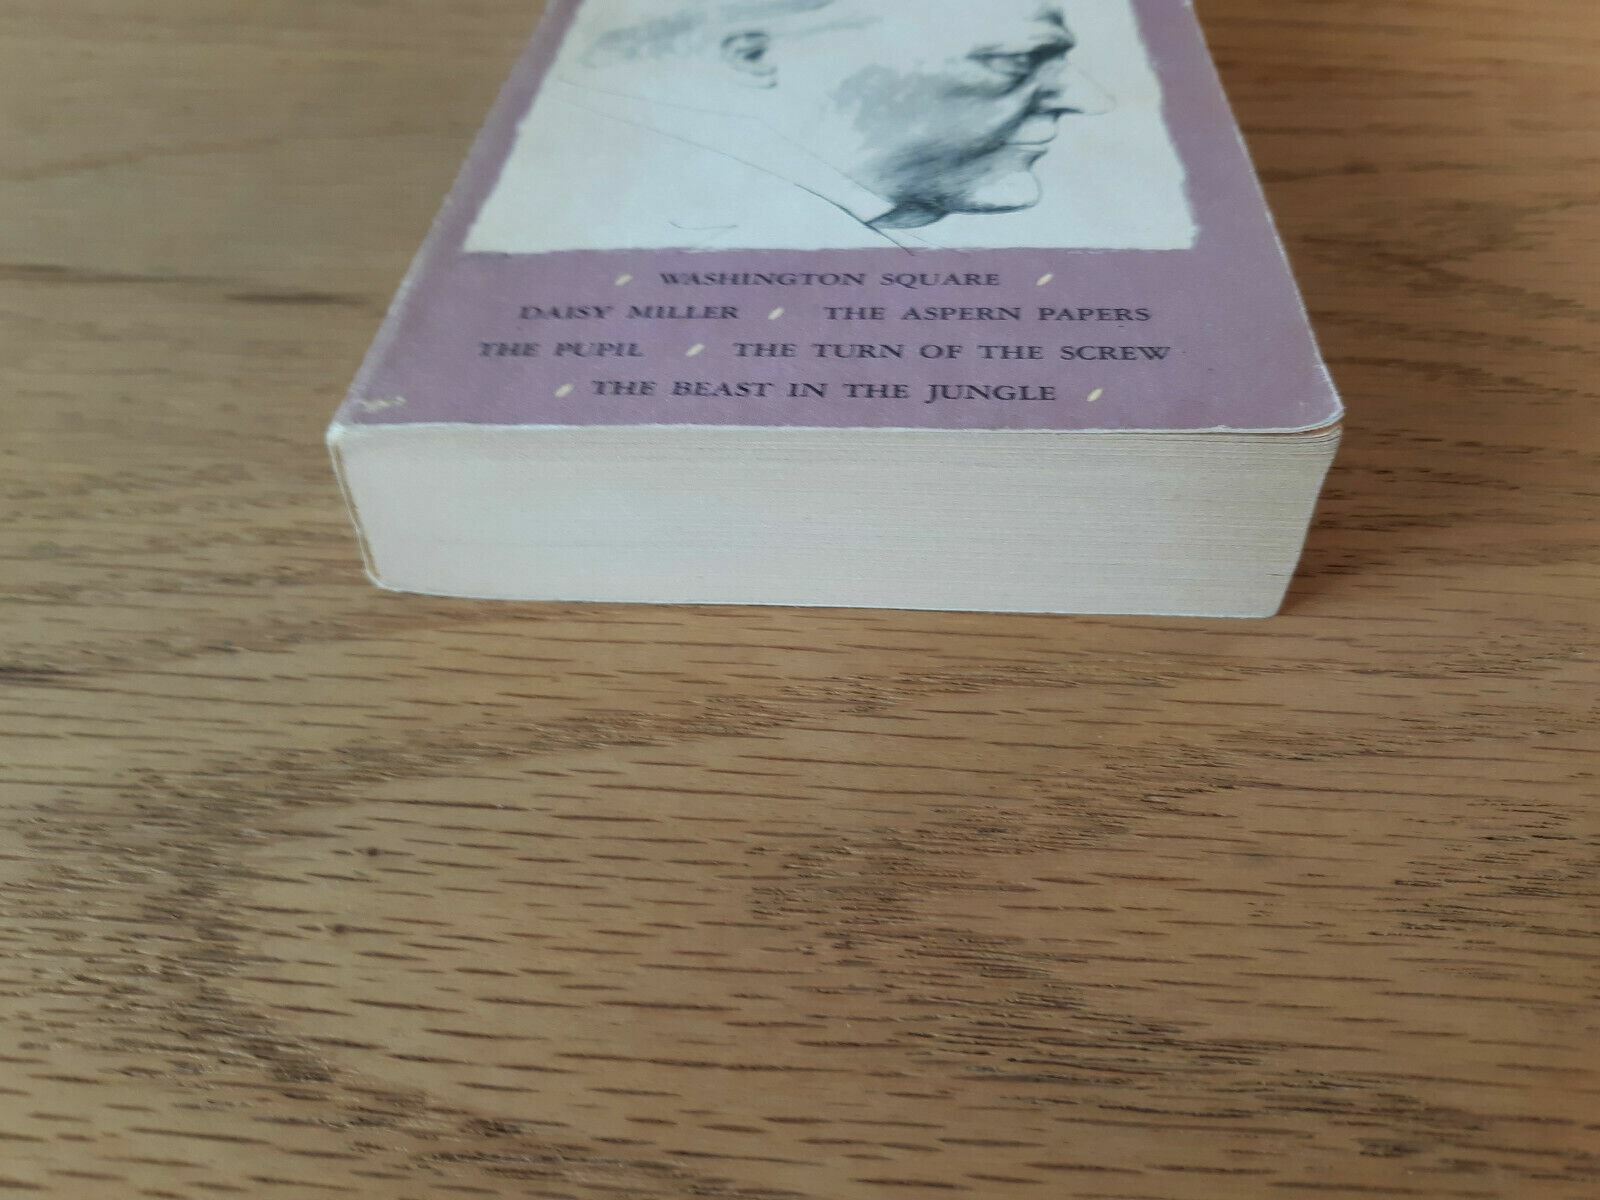 WASHINGTON SQUARE
DAISY MILLER THE ASPERN PAPERS
THE PUPIL THE TURN OF THE SCREW
THE BEAST IN THE JUNGLE